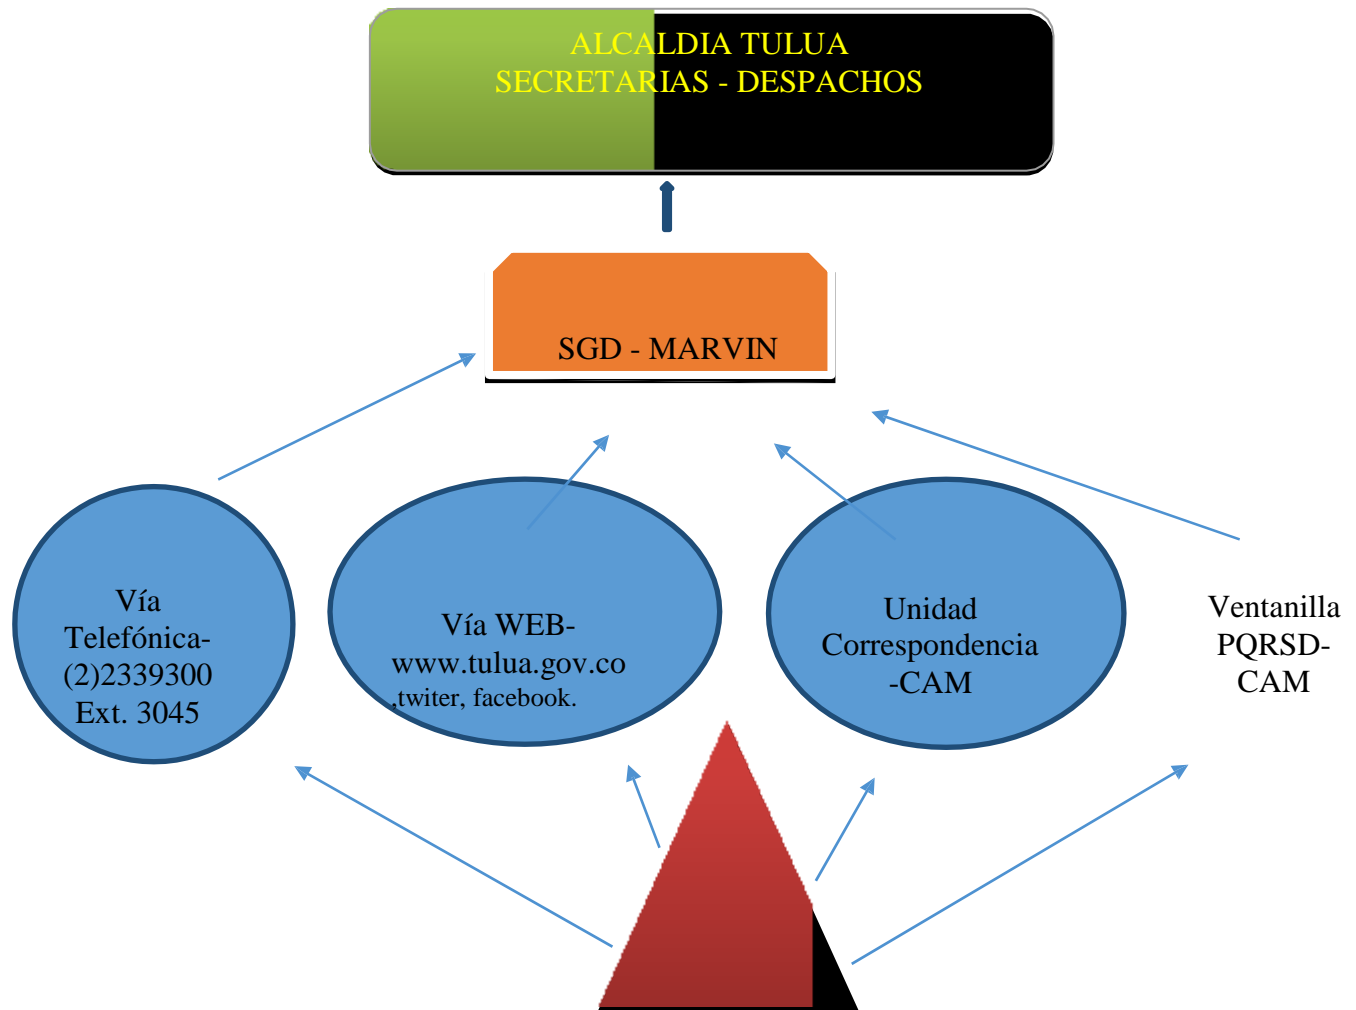 ALCALDIA TULUA
SECRETARIAS - DESPACHOS
SGD - MARVIN
Vía
Telefónica-
(2)2339300
Ext. 3045
Vía WEB-
www.tulua.gov.co
,twiter, facebook.
Unidad
Correspondencia
-CAM
Ventanilla
PQRSD-
CAM